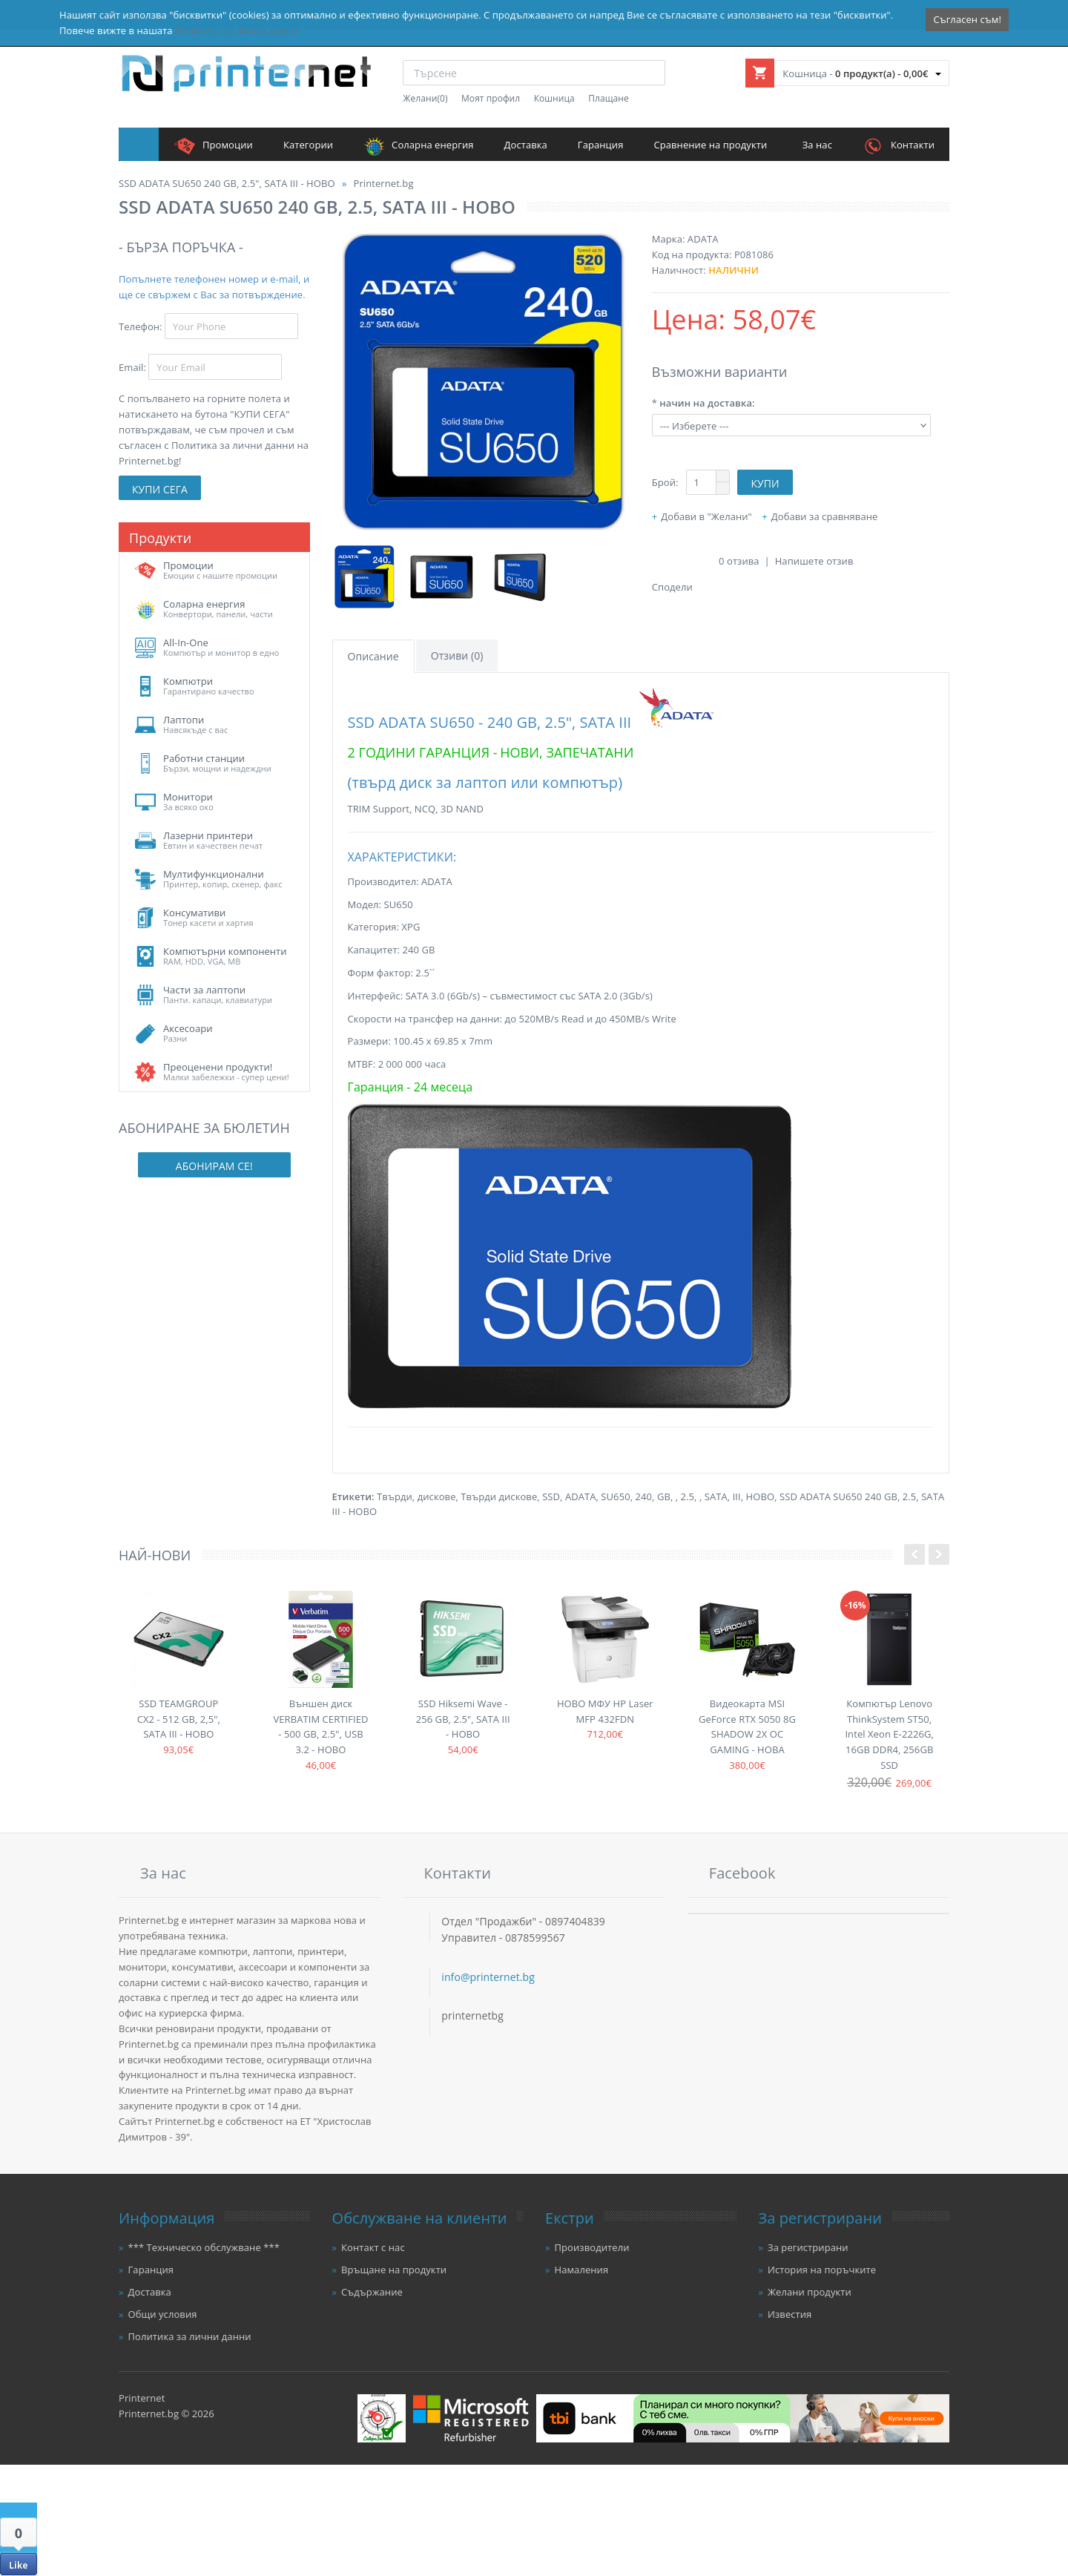 Нашият сайт използва "бисквитки" (cookies) за оптимално и ефективно функциониране. С продължаването си напред Вие се съгласявате с използването на тези "бисквитки".
Повече вижте в нашата
Съгласен съм!
printernet
Търсене
Желани(0) Моят профил Кошница Плащане
Кошница - 0 продукт(а) - 0,00€
Промоции Категории Соларна енергия Доставка Гаранция Сравнение на продукти За нас Контакти
SSD ADATA SU650 240 GB, 2.5", SATA III - НОВО » Printernet.bg
SSD ADATA SU650 240 GB, 2.5, SATA III - НОВО
- БЪРЗА ПОРЪЧКА -
Попълнете телефонен номер и e-mail, и
ще се свържем с Вас за потвърждение.
Телефон: Your Phone
Email: Your Email
С попълването на горните полета и
натискането на бутона "КУПИ СЕГА"
потвърждавам, че съм прочел и съм
съгласен с Политика за лични данни на
Printernet.bg!
КУПИ СЕГА
Speed up to
520
MB/s
ADATA
240
GB
SU650
2.5" SATA 6Gb/s
ADATA
Solid State Drive
SU650
Марка: ADATA
Код на продукта: P081086
Наличност: НАЛИЧНИ
Цена: 58,07€
Възможни варианти
* начин на доставка:
--- Изберете ---
Брой: 1 КУПИ
+ Добави в "Желани" + Добави за сравняване
0 отзива | Напишете отзив
Сподели
Продукти
Промоции
Емоции с нашите промоции
Соларна енергия
Конвертори, панели, части
AIO
All-In-One
Компютър и монитор в едно
Компютри
Гарантирано качество
Лаптопи
Навсякъде с вас
Работни станции
Бързи, мощни и надеждни
Монитори
За всяко око
Лазерни принтери
Евтин и качествен печат
Мултифункционални
Принтер, копир, скенер, факс
Консумативи
Тонер касети и хартия
Компютърни компоненти
RAM, HDD, VGA, MB
Части за лаптопи
Панти. капаци, клавиатури
Аксесоари
Разни
Преоценени продукти!
Малки забележки - супер цени!
АБОНИРАНЕ ЗА БЮЛЕТИН
АБОНИРАМ СЕ!
Описание Отзиви (0)
SSD ADATA SU650 - 240 GB, 2.5", SATA III ADATA
2 ГОДИНИ ГАРАНЦИЯ - НОВИ, ЗАПЕЧАТАНИ
(твърд диск за лаптоп или компютър)
TRIM Support, NCQ, 3D NAND
ХАРАКТЕРИСТИКИ:
Производител: ADATA
Модел: SU650
Категория: XPG
Капацитет: 240 GB
Форм фактор: 2.5``
Интерфейс: SATA 3.0 (6Gb/s) – съвместимост със SATA 2.0 (3Gb/s)
Скорости на трансфер на данни: до 520MB/s Read и до 450MB/s Write
Размери: 100.45 x 69.85 x 7mm
MTBF: 2 000 000 часа
Гаранция - 24 месеца
ADATA
Solid State Drive
SU650
Етикети: Твърди, дискове, Твърди дискове, SSD, ADATA, SU650, 240, GB, , 2.5, , SATA, III, НОВО, SSD ADATA SU650 240 GB, 2.5, SATA
III - НОВО
НАЙ-НОВИ
CX2
SSD TEAMGROUP
CX2 - 512 GB, 2,5",
SATA III - НОВО
93,05€
Verbatim
Външен диск
VERBATIM CERTIFIED
- 500 GB, 2.5", USB
3.2 - НОВО
46,00€
HIKSEMI
SSD
SSD Hiksemi Wave -
256 GB, 2.5", SATA III
- НОВО
54,00€
НОВО МФУ HP Laser
MFP 432FDN
712,00€
SHADOW 2X
5050
Видеокарта MSI
GeForce RTX 5050 8G
SHADOW 2X OC
GAMING - НОВА
380,00€
-16%
Компютър Lenovo
ThinkSystem ST50,
Intel Xeon E-2226G,
16GB DDR4, 256GB
SSD
320,00€ 269,00€
За нас
Printernet.bg е интернет магазин за маркова нова и
употребявана техника.
Ние предлагаме компютри, лаптопи, принтери,
монитори, консумативи, аксесоари и компоненти за
соларни системи с най-високо качество, гаранция и
доставка с преглед и тест до адрес на клиента или
офис на куриерска фирма.
Всички реновирани продукти, продавани от
Printernet.bg са преминали през пълна профилактика
и всички необходими тестове, осигуряващи отлична
функционалност и пълна техническа изправност.
Клиентите на Printernet.bg имат право да върнат
закупените продукти в срок от 14 дни.
Сайтът Printernet.bg е собственост на ЕТ "Христослав
Димитров - 39".
Контакти
Отдел "Продажби" - 0897404839
Управител - 0878599567
info@printernet.bg
printernetbg
Facebook
Информация
» *** Техническо обслужване ***
» Гаранция
» Доставка
» Общи условия
» Политика за лични данни
Обслужване на клиенти
» Контакт с нас
» Връщане на продукти
» Съдържание
Екстри
» Производители
» Намаления
За регистрирани
» За регистрирани
» История на поръчките
» Желани продукти
» Известия
Printernet
Printernet.bg © 2026
Microsoft
REGISTERED
Refurbisher
tbi bank
Планирал си много покупки?
Сега можеш!
0% лихва 0лв. такси 0% ГПР
Купи на вноски
0
Like